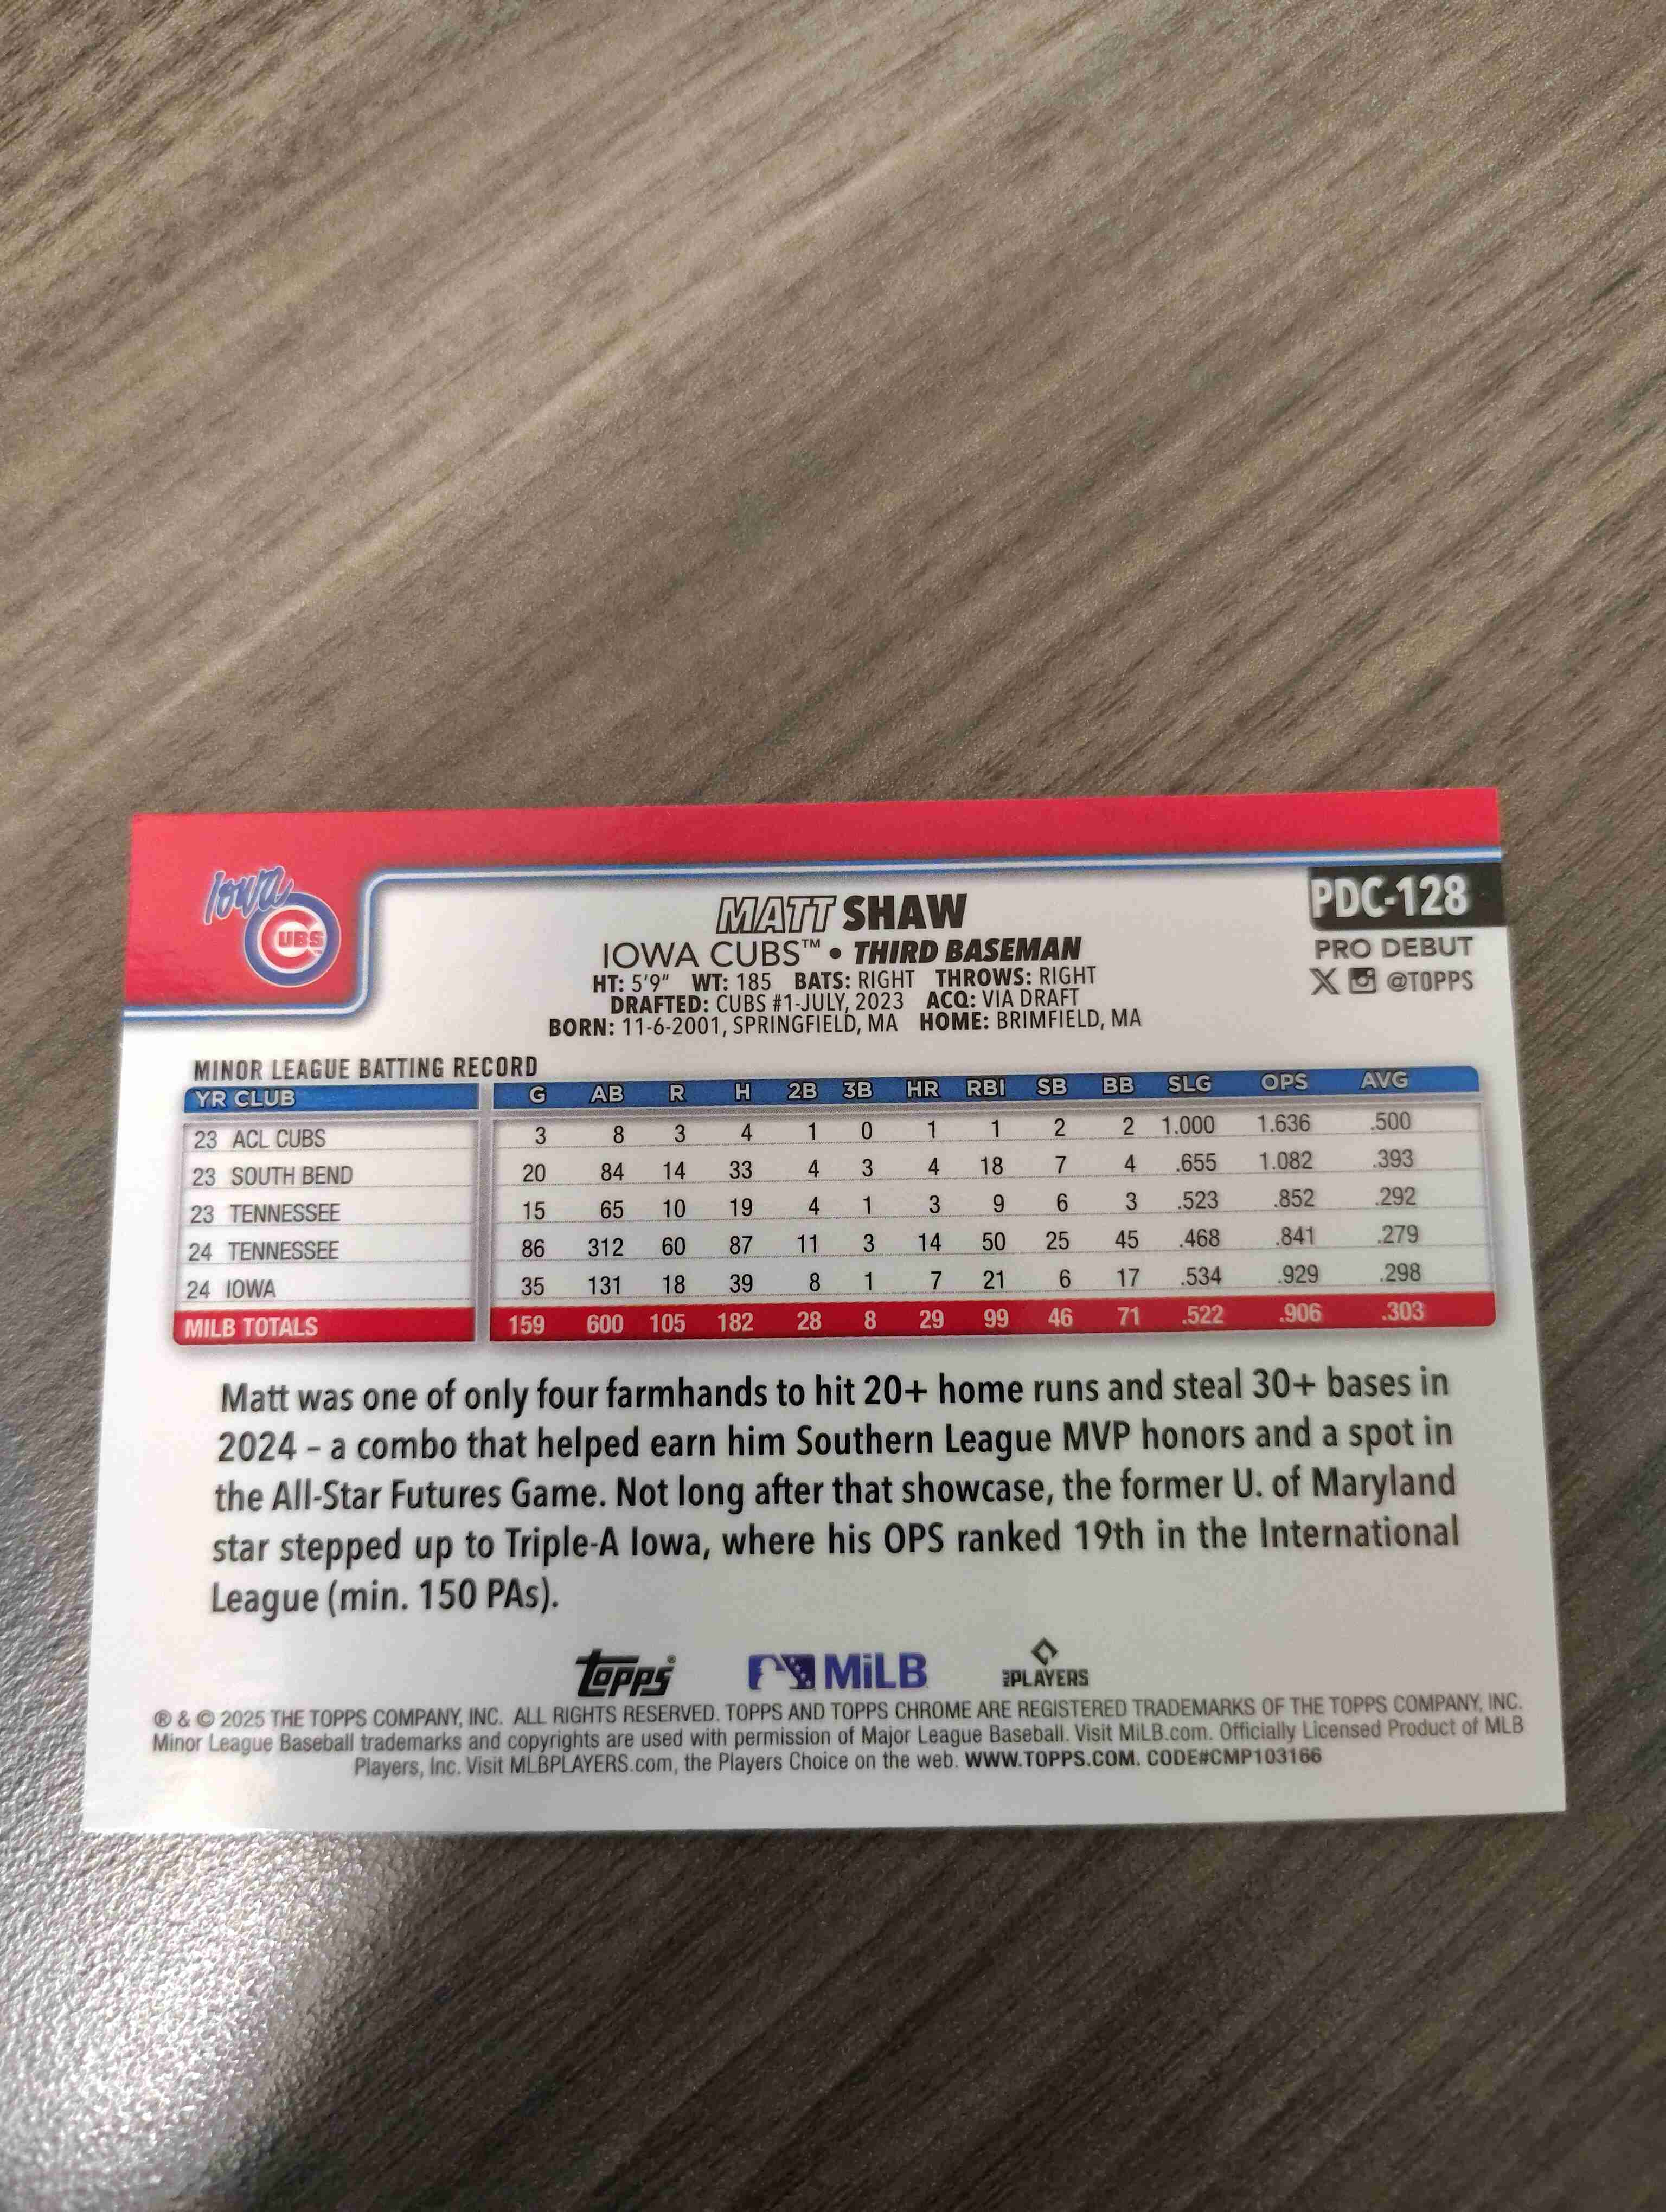 Iowa
CUBS
MATT SHAW
IOWA CUBS™ • THIRD BASEMAN
HT: 5'9" WT: 185 BATS: RIGHT THROWS: RIGHT
DRAFTED: CUBS #1-JULY, 2023 ACQ: VIA DRAFT
BORN: 11-6-2001, SPRINGFIELD, MA HOME: BRIMFIELD, MA
PDC-128
PRO DEBUT
X @TOPPS
MINOR LEAGUE BATTING RECORD
YR CLUB G AB R H 2B 3B HR RBI SB BB SLG OPS AVG
23 ACL CUBS 3 8 3 4 1 0 1 1 2 2 1.000 1.636 .500
23 SOUTH BEND 20 84 14 33 4 3 4 18 7 4 .655 1.082 .393
23 TENNESSEE 15 65 10 19 4 1 3 9 6 3 .523 .852 .292
24 TENNESSEE 86 312 60 87 11 3 14 50 25 45 .468 .841 .279
24 IOWA 35 131 18 39 8 1 7 21 6 17 .534 .929 .298
MILB TOTALS 159 600 105 182 28 8 29 99 46 71 .522 .906 .303
Matt was one of only four farmhands to hit 20+ home runs and steal 30+ bases in
2024 – a combo that helped earn him Southern League MVP honors and a spot in
the All-Star Futures Game. Not long after that showcase, the former U. of Maryland
star stepped up to Triple-A Iowa, where his OPS ranked 19th in the International
League (min. 150 PAs).
topps MiLB MLB PLAYERS
® & © 2025 THE TOPPS COMPANY, INC. ALL RIGHTS RESERVED. TOPPS AND TOPPS CHROME ARE REGISTERED TRADEMARKS OF THE TOPPS COMPANY, INC.
Minor League Baseball trademarks and copyrights are used with permission of Major League Baseball. Visit MiLB.com. Officially Licensed Product of MLB
Players, Inc. Visit MLBPLAYERS.com, the Players Choice on the web. WWW.TOPPS.COM. CODE#CMP103166